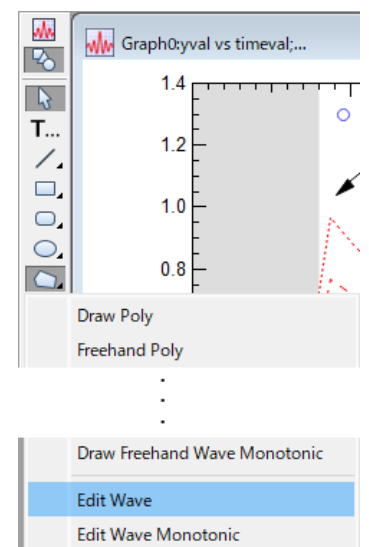 Graph0:yval vs timeval;...
1.4
T...
1.2
1.0
0.8
Draw Poly
Freehand Poly
Draw Freehand Wave Monotonic
Edit Wave
Edit Wave Monotonic